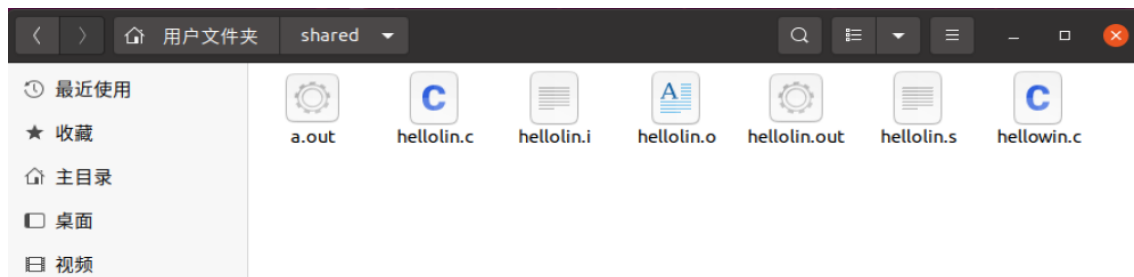 用户文件夹 shared
最近使用
收藏
主目录
桌面
视频
a.out hellolin.c hellolin.i hellolin.o hellolin.out hellolin.s hellowin.c